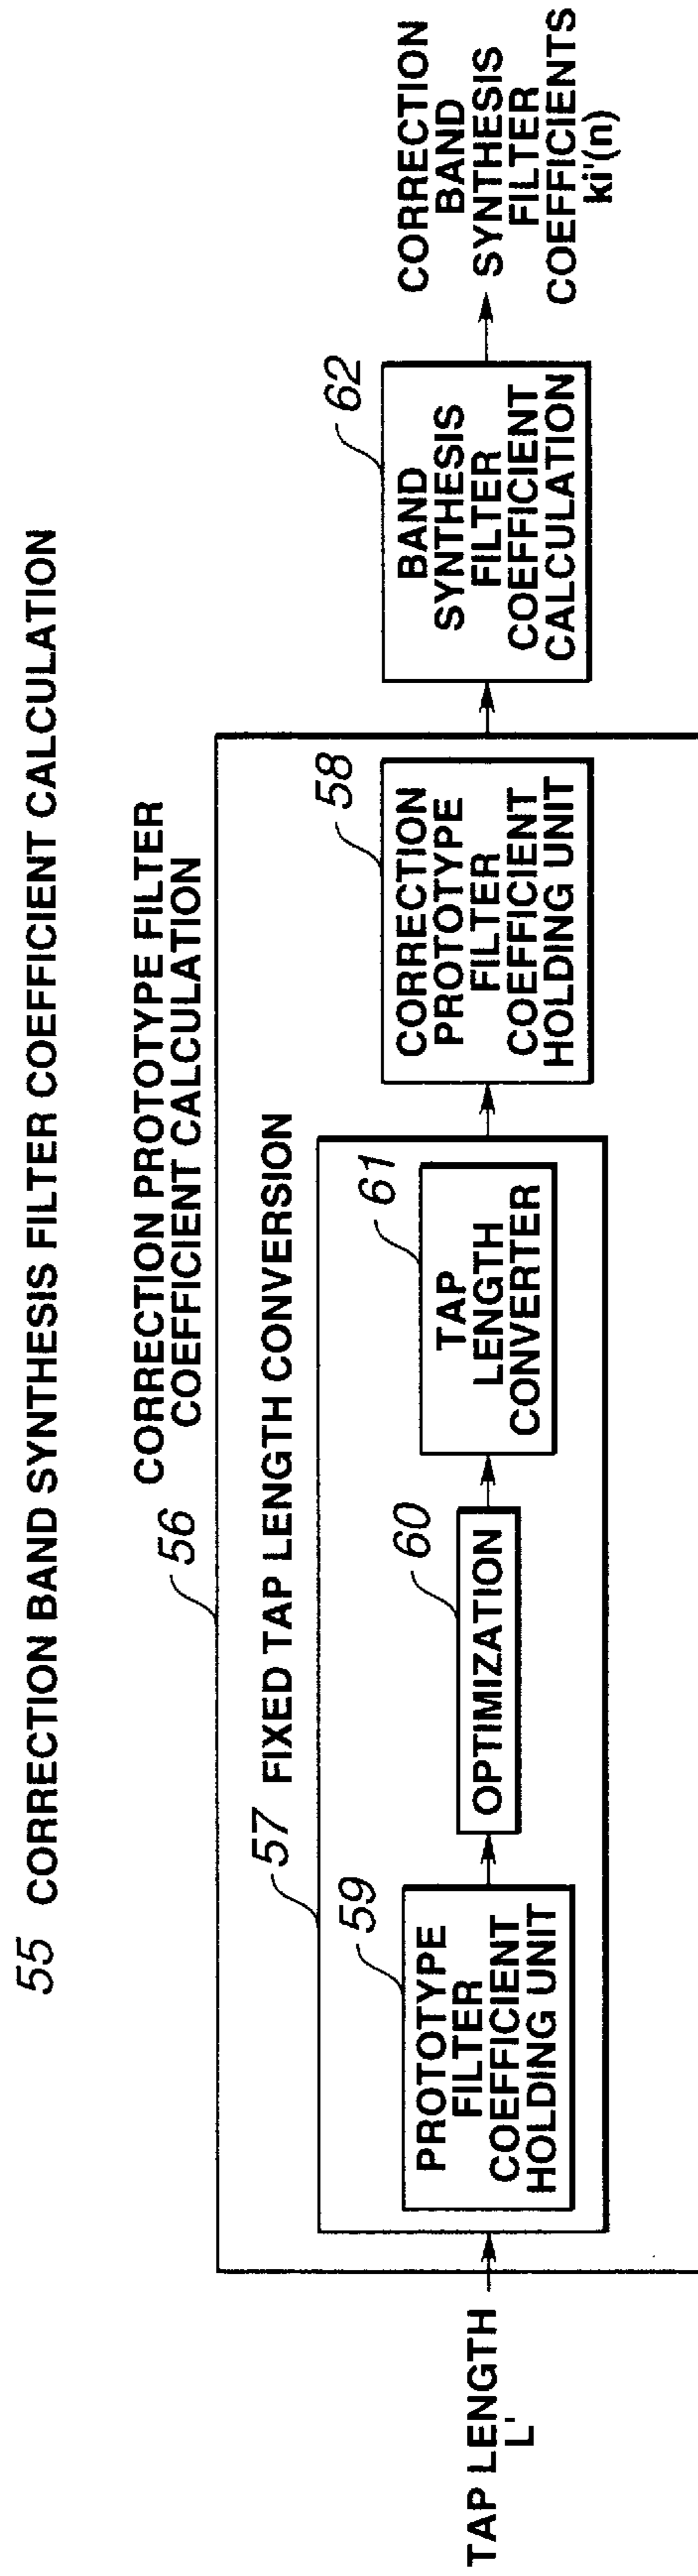 55 CORRECTION BAND SYNTHESIS FILTER COEFFICIENT CALCULATION
56
CORRECTION PROTOTYPE FILTER
COEFFICIENT CALCULATION
57 FIXED TAP LENGTH CONVERSION
TAP LENGTH
L'
59
PROTOTYPE
FILTER
COEFFICIENT
HOLDING UNIT
60
OPTIMIZATION
61
TAP
LENGTH
CONVERTER
58
CORRECTION
PROTOTYPE
FILTER
COEFFICIENT
HOLDING UNIT
62
BAND
SYNTHESIS
FILTER
COEFFICIENT
CALCULATION
CORRECTION
BAND
SYNTHESIS
FILTER
COEFFICIENTS
ki'(n)